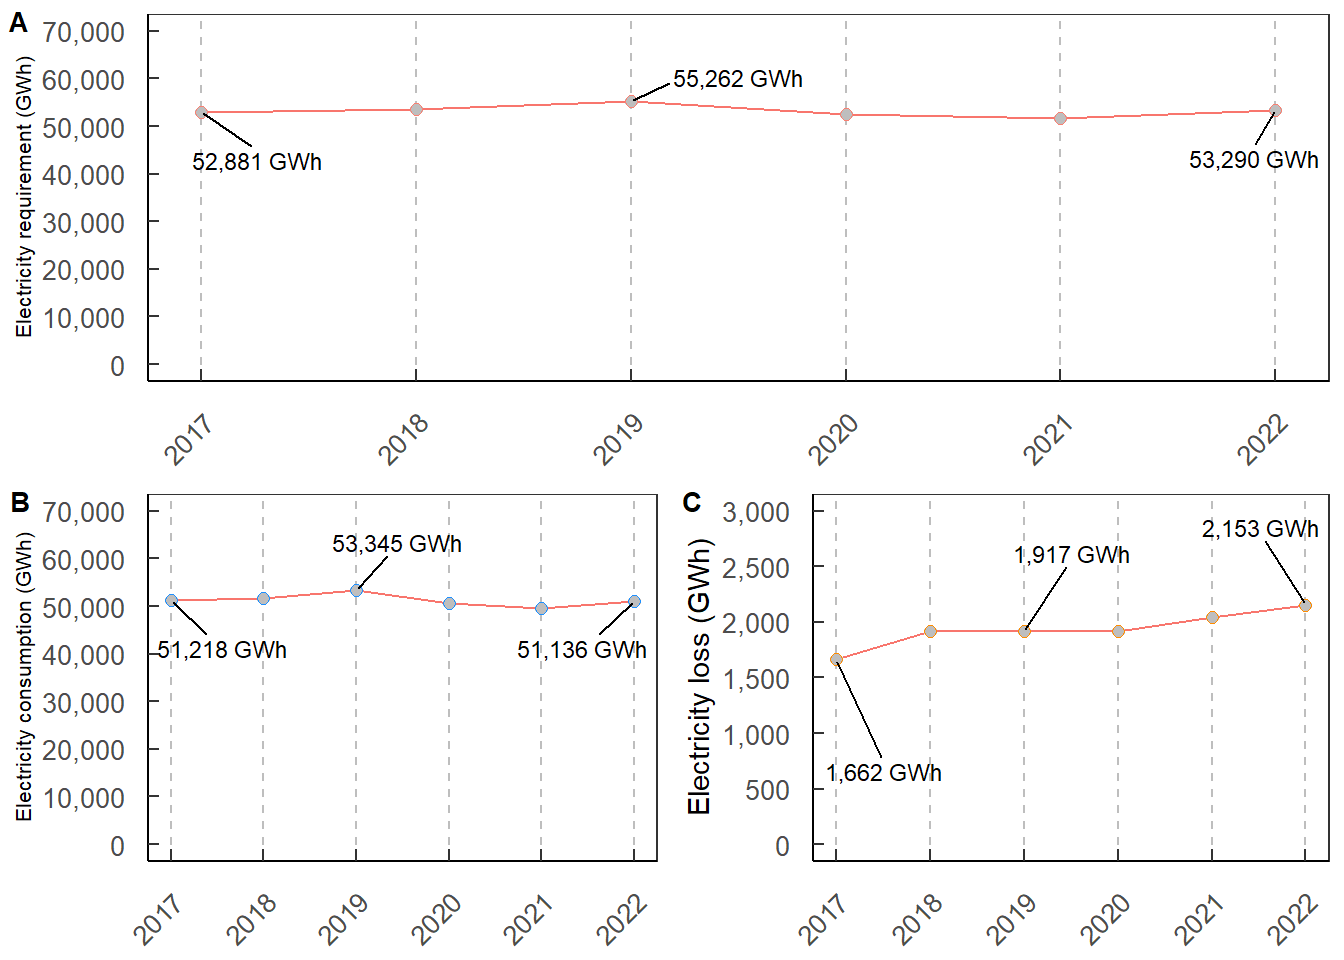 A
Electricity requirement (GWh)
70,000
60,000
50,000
40,000
30,000
20,000
10,000
0
55,262 GWh
52,881 GWh
53,290 GWh
2017
2018
2019
2020
2021
2022
B
Electricity consumption (GWh)
70,000
60,000
50,000
40,000
30,000
20,000
10,000
0
53,345 GWh
51,218 GWh
51,136 GWh
2017
2018
2019
2020
2021
2022
C
Electricity loss (GWh)
3,000
2,500
2,000
1,500
1,000
500
0
2,153 GWh
1,917 GWh
1,662 GWh
2017
2018
2019
2020
2021
2022